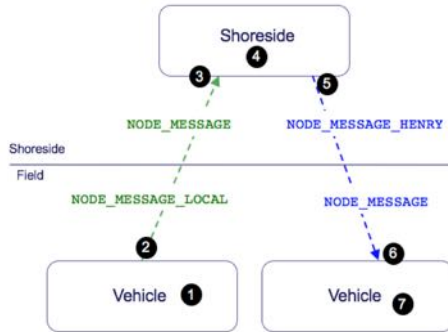 Shoreside
4
3
5
NODE_MESSAGE
NODE_MESSAGE_HENRY
Shoreside
Field
NODE_MESSAGE_LOCAL
NODE_MESSAGE
2
6
Vehicle 1
Vehicle 7